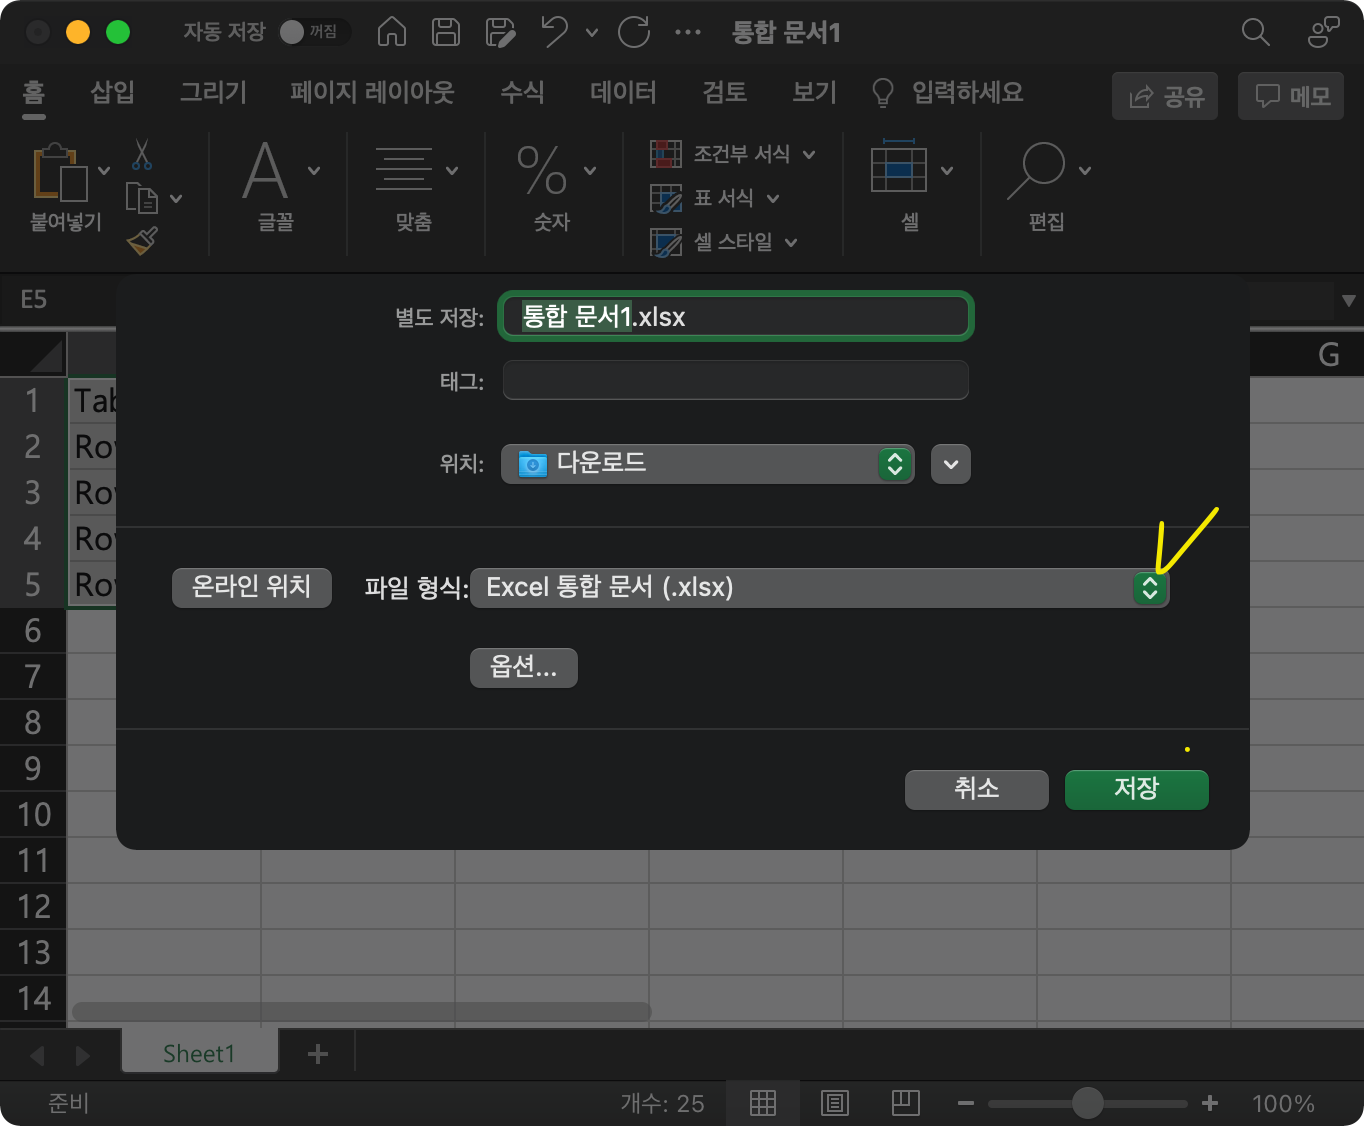 자동 저장 꺼짐 통합 문서1
홈 삽입 그리기 페이지 레이아웃 수식 데이터 검토 보기 입력하세요 공유 메모
붙여넣기 글꼴 맞춤 숫자 조건부 서식 셀 편집
표 서식
셀 스타일
E5
별도 저장: 통합 문서1.xlsx
G
태그:
1 Tab
2 Rov
위치: 다운로드
3 Rov
4 Rov
5 Rov
온라인 위치 파일 형식: Excel 통합 문서 (.xlsx)
6
7 옵션...
8
9
10 취소 저장
11
12
13
14
Sheet1 +
준비 개수: 25 − + 100%